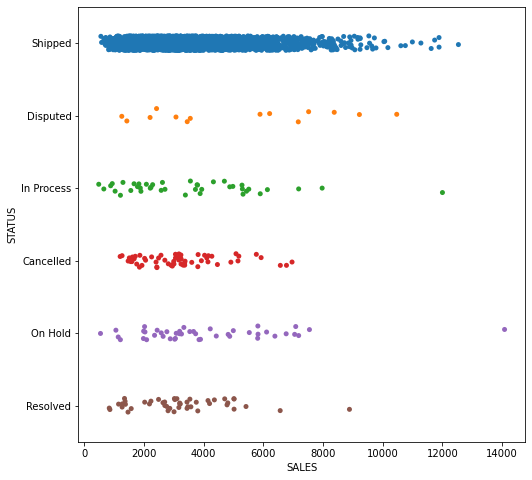 Shipped
Disputed
In Process
Cancelled
On Hold
Resolved
STATUS
0 2000 4000 6000 8000 10000 12000 14000
SALES